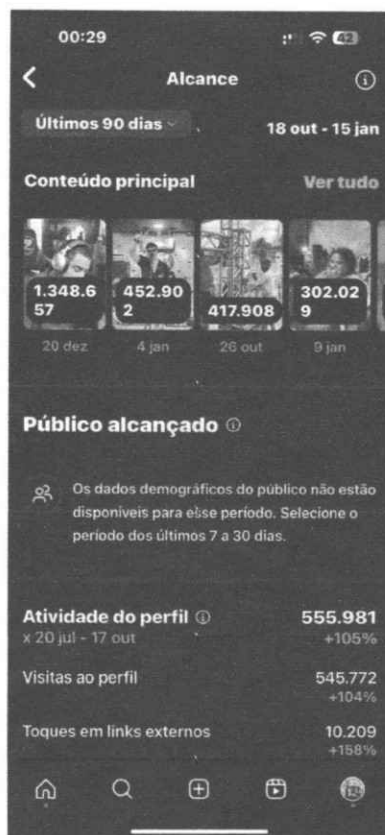 00:29
42
Alcance
Últimos 90 dias
18 out - 15 jan
Conteúdo principal
Ver tudo
1.348.6
57
452.90
2
417.908
302.02
9
20 dez
4 jan
26 out
9 jan
Público alcançado
Os dados demográficos do público não estão
disponíveis para esse período. Selecione o
período dos últimos 7 a 30 dias.
Atividade do perfil
555.981
x 20 jul - 17 out
+105%
Visitas ao perfil
545.772
+104%
Toques em links externos
10.209
+158%